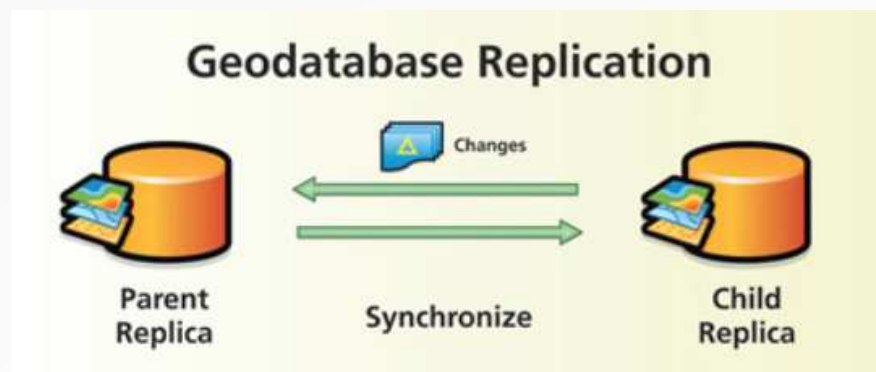 Geodatabase Replication
Changes
Parent
Replica
Synchronize
Child
Replica